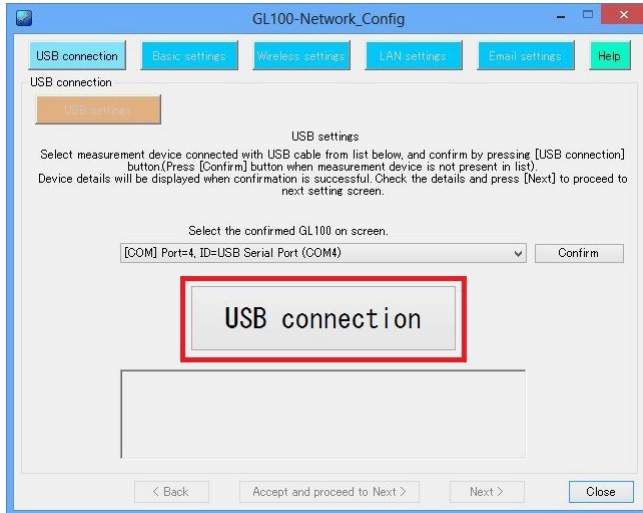 GL100-Network_Config
USB connection Basic settings Wireless settings LAN settings Email settings Help
USB connection
USB settings
USB settings
Select measurement device connected with USB cable from list below, and confirm by pressing [USB connection]
button.(Press [Confirm] button when measurement device is not present in list).
Device details will be displayed when confirmation is successful. Check the details and press [Next] to proceed to
next setting screen.
Select the confirmed GL100 on screen.
[COM] Port=4, ID=USB Serial Port (COM4) Confirm
USB connection
< Back Accept and proceed to Next > Next > Close